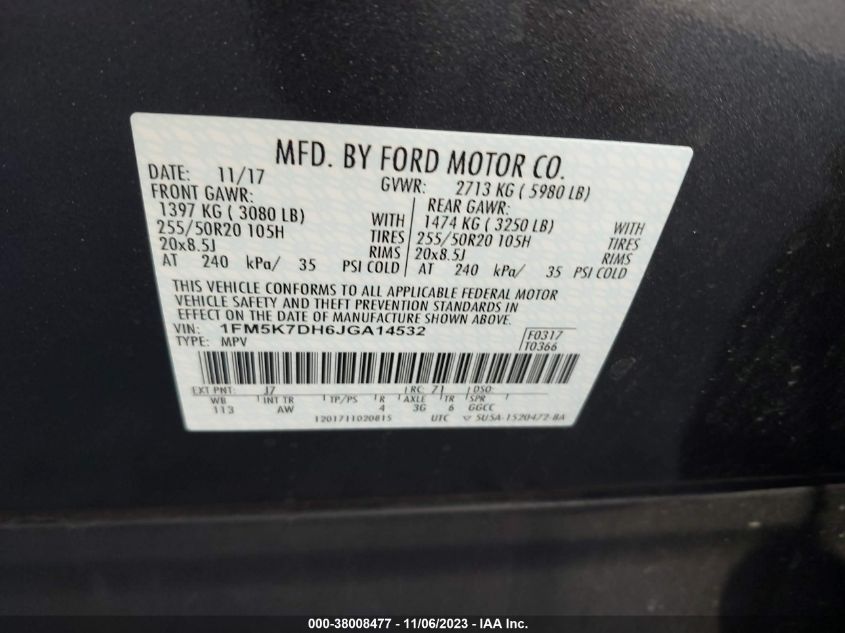 MFD. BY FORD MOTOR CO.
DATE: 11/17 GVWR: 2713 KG ( 5980 LB)
FRONT GAWR: REAR GAWR:
1397 KG ( 3080 LB) WITH 1474 KG ( 3250 LB) WITH
255/50R20 105H TIRES 255/50R20 105H TIRES
20x8.5J RIMS 20x8.5J RIMS
AT 240 kPa/ 35 PSI COLD AT 240 kPa/ 35 PSI COLD
THIS VEHICLE CONFORMS TO ALL APPLICABLE FEDERAL MOTOR
VEHICLE SAFETY AND THEFT PREVENTION STANDARDS IN
EFFECT ON THE DATE OF MANUFACTURE SHOWN ABOVE.
VIN: 1FM5K7DH6JGA14532 F0317
TYPE: MPV T0366
EXT PNT: J7 RC: 71 DSO:
WB INT TR TP/PS R AXLE TR SPR
113 AW 4 3G 6 GGCC
1201711020815 UTC 5U5A-1520472-BA
000-38008477 - 11/06/2023 - IAA Inc.